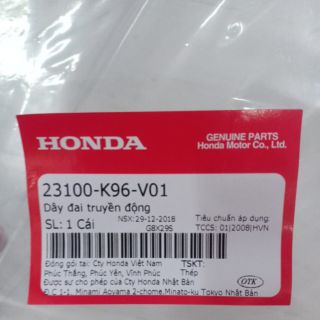 HONDA
GENUINE PARTS
Honda Motor Co., Ltd.
23100-K96-V01
Dây đai truyền động
NSX:29-12-2018
Tiêu chuẩn áp dụng:
SL: 1 Cái
G8X29S
TCCS: 01|2008|HVN
Đóng gói tại: Cty Honda Việt Nam
TSKT:
Phúc Thắng, Phúc Yên, Vĩnh Phúc
Thép
Được sự cho phép của Cty Honda Nhật Bản
OTK
Đ.C 1-1, Minami Aoyama 2-chome,Minato-ku Tokyo Nhật Bản